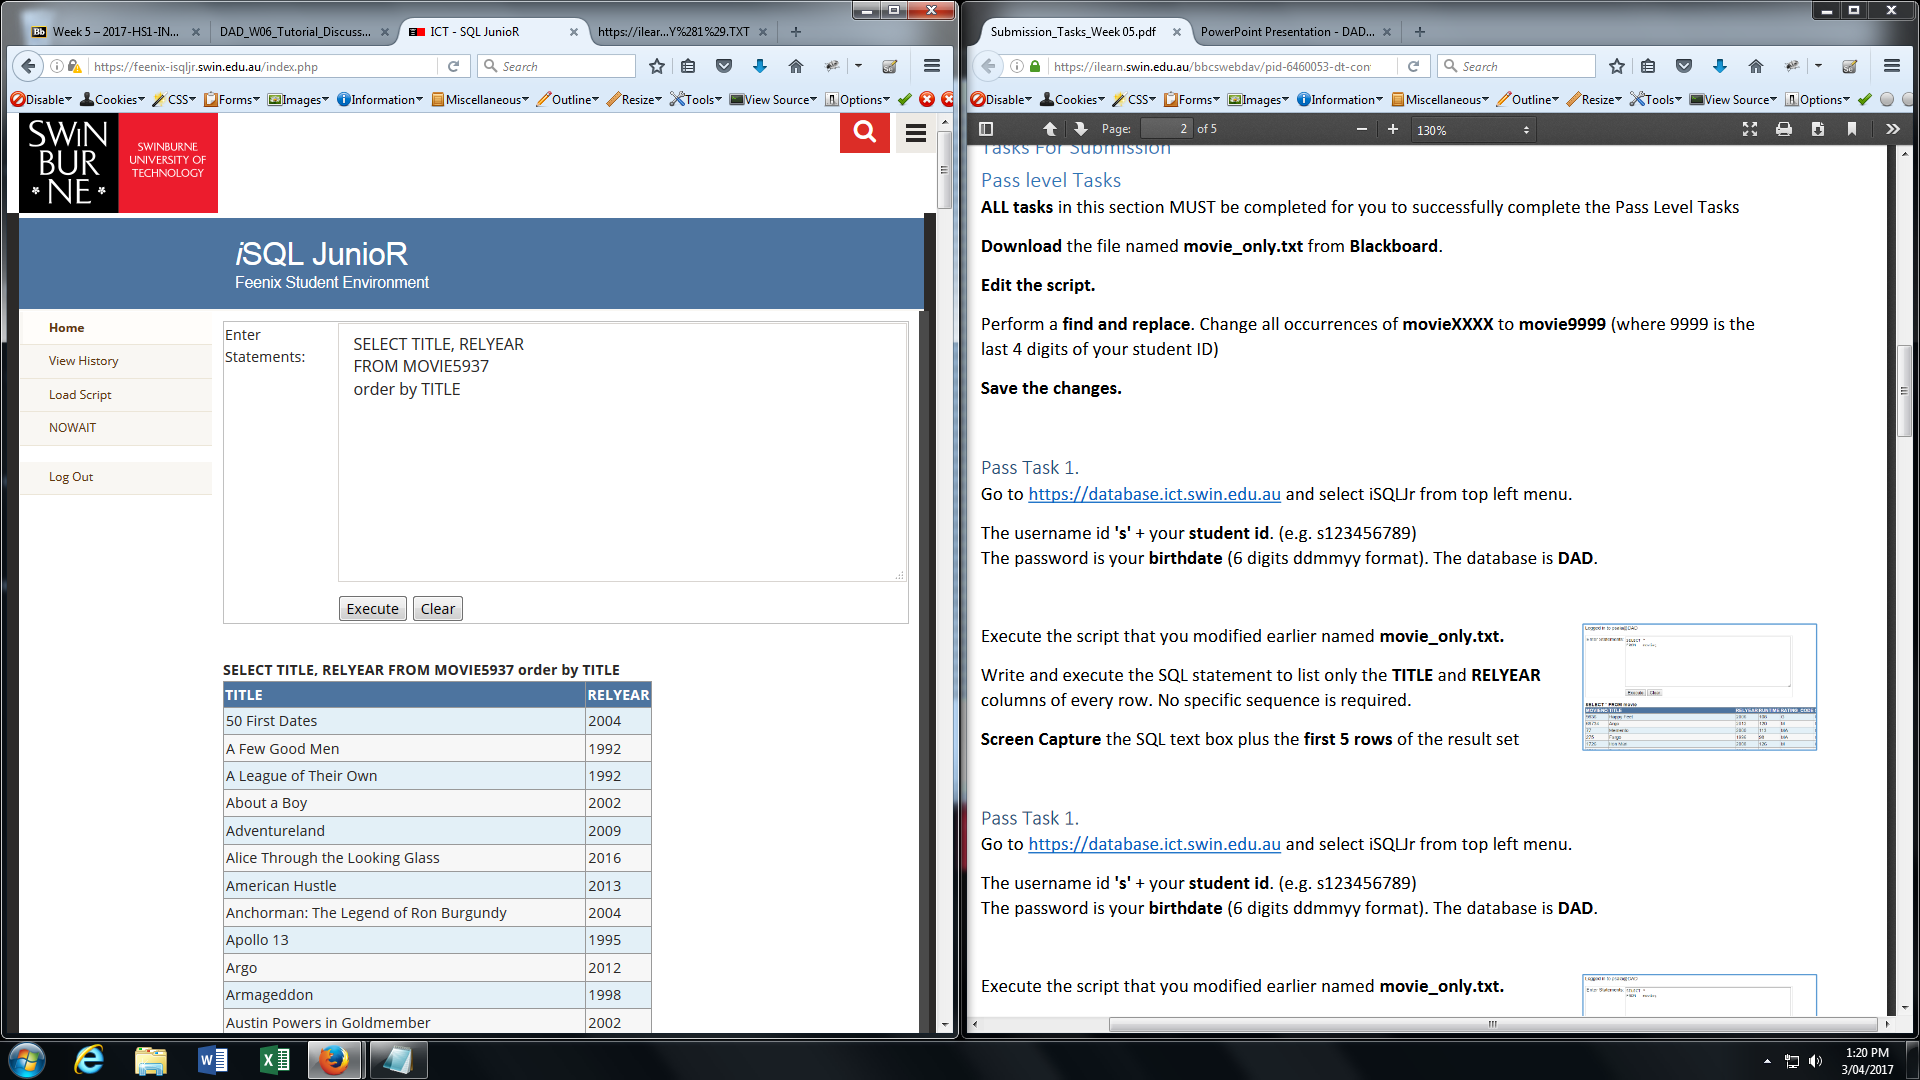 Week 5 – 2017-HS1-IN...
DAD_W06_Tutorial_Discuss...
ICT - SQL JunioR
https://ilear...Y%281%29.TXT
https://feenix-isqljr.swin.edu.au/index.php
Search
Disable Cookies CSS Forms Images Information Miscellaneous Outline Resize Tools View Source Options
SWIN
BUR
NE
SWINBURNE
UNIVERSITY OF
TECHNOLOGY
iSQL JunioR
Feenix Student Environment
Home
View History
Load Script
NOWAIT
Log Out
Enter
Statements:
SELECT TITLE, RELYEAR
FROM MOVIE5937
order by TITLE
Execute Clear
SELECT TITLE, RELYEAR FROM MOVIE5937 order by TITLE
TITLE RELYEAR
50 First Dates 2004
A Few Good Men 1992
A League of Their Own 1992
About a Boy 2002
Adventureland 2009
Alice Through the Looking Glass 2016
American Hustle 2013
Anchorman: The Legend of Ron Burgundy 2004
Apollo 13 1995
Argo 2012
Armageddon 1998
Austin Powers in Goldmember 2002
Submission_Tasks_Week 05.pdf
PowerPoint Presentation - DAD...
https://ilearn.swin.edu.au/bbcswebdav/pid-6460053-dt-con
Search
Disable Cookies CSS Forms Images Information Miscellaneous Outline Resize Tools View Source Options
Page: 2 of 5
130%
Tasks For Submission
Pass level Tasks
ALL tasks in this section MUST be completed for you to successfully complete the Pass Level Tasks
Download the file named movie_only.txt from Blackboard.
Edit the script.
Perform a find and replace. Change all occurrences of movieXXXX to movie9999 (where 9999 is the
last 4 digits of your student ID)
Save the changes.
Pass Task 1.
Go to https://database.ict.swin.edu.au and select iSQLJr from top left menu.
The username id 's' + your student id. (e.g. s123456789)
The password is your birthdate (6 digits ddmmyy format). The database is DAD.
Execute the script that you modified earlier named movie_only.txt.
Write and execute the SQL statement to list only the TITLE and RELYEAR
columns of every row. No specific sequence is required.
Screen Capture the SQL text box plus the first 5 rows of the result set
Pass Task 1.
Go to https://database.ict.swin.edu.au and select iSQLJr from top left menu.
The username id 's' + your student id. (e.g. s123456789)
The password is your birthdate (6 digits ddmmyy format). The database is DAD.
Execute the script that you modified earlier named movie_only.txt.
1:20 PM
3/04/2017